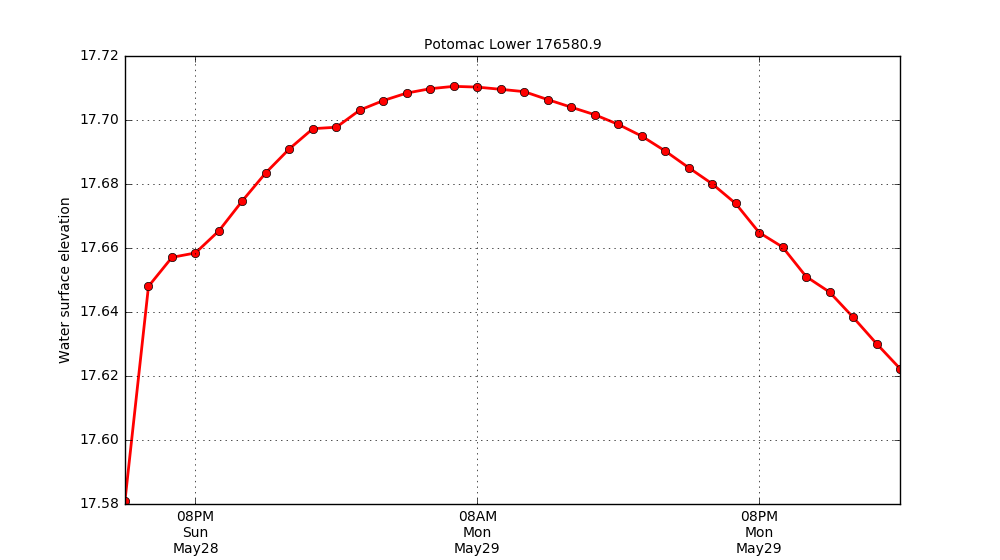 Potomac Lower 176580.9
17.72
17.70
17.68
17.66
17.64
17.62
17.60
17.58
Water surface elevation
08PM
Sun
May28
08AM
Mon
May29
08PM
Mon
May29